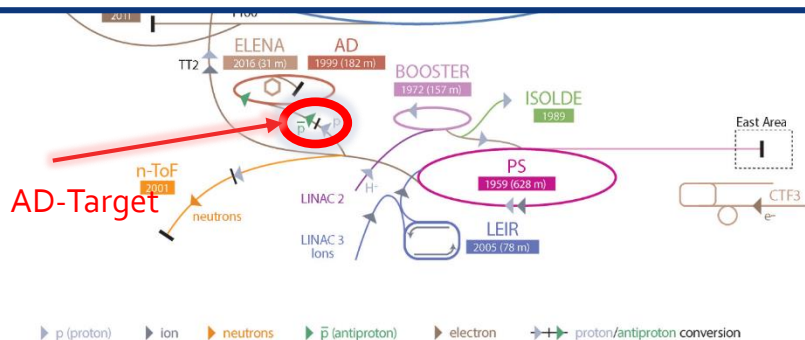 2011
ELENA
2016 (31 m)
AD
1999 (182 m)
TT2
BOOSTER
1972 (157 m)
ISOLDE
1989
p̅
p
East Area
n-ToF
2001
PS
1959 (628 m)
H-
LINAC 2
AD-Target
neutrons
CTF3
e-
LINAC 3
Ions
LEIR
2005 (78 m)
p (proton)
ion
neutrons
p̅ (antiproton)
electron
proton/antiproton conversion